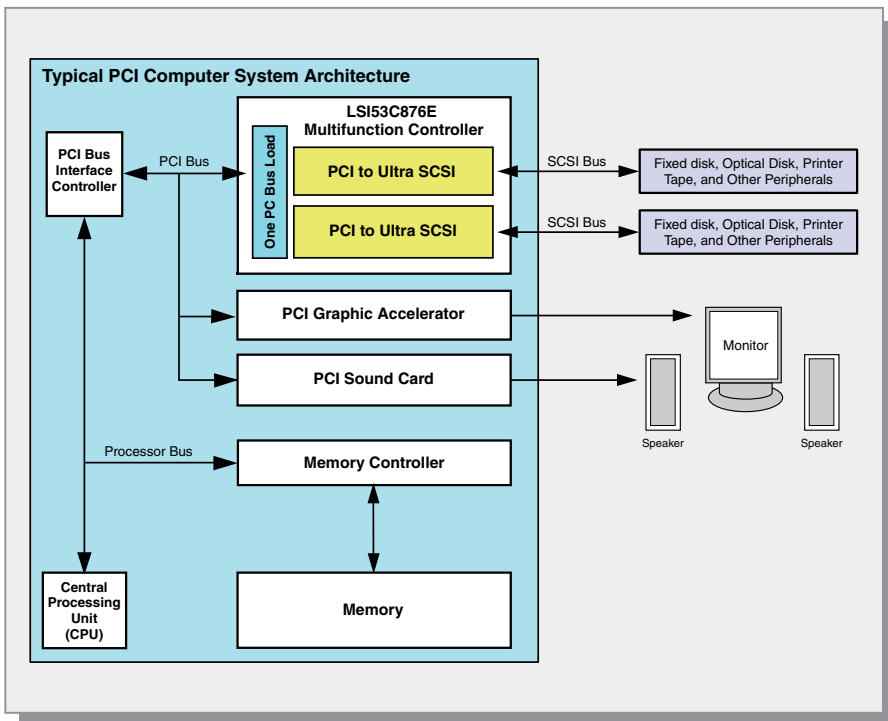 Typical PCI Computer System Architecture
LSI53C876E
Multifunction Controller
PCI Bus
Interface
Controller
PCI Bus
One PC Bus Load
PCI to Ultra SCSI
SCSI Bus
Fixed disk, Optical Disk, Printer
Tape, and Other Peripherals
PCI to Ultra SCSI
SCSI Bus
Fixed disk, Optical Disk, Printer
Tape, and Other Peripherals
PCI Graphic Accelerator
Monitor
PCI Sound Card
Speaker
Speaker
Processor Bus
Memory Controller
Central
Processing
Unit
(CPU)
Memory